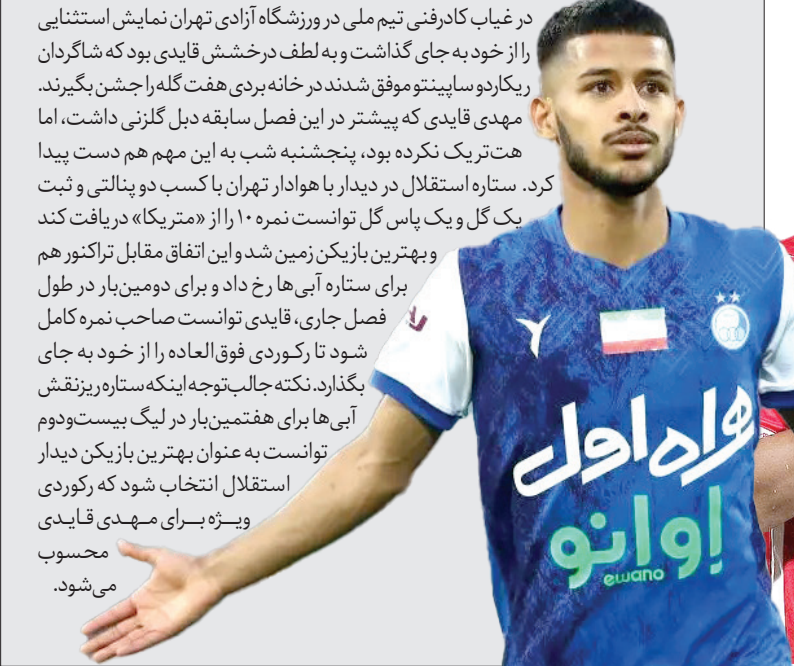 در غیاب کادرفنی تیم ملی در ورزشگاه آزادی تهران نمایش استثنایی
را از خود به جای گذاشت و به لطف درخشش قایدی بود که شاگردان
ریکاردو ساپینتو موفق شدند در خانه بردی هفت گله را جشن بگیرند.
مهدی قایدی که پیشتر در این فصل سابقه دبل گلزنی داشت، اما
هت‌تریک نکرده بود، پنجشنبه شب به این مهم هم دست پیدا
کرد. ستاره استقلال در دیدار با هوادار تهران با کسب دو پنالتی و ثبت
یک گل و یک پاس گل توانست نمره ۱۰ را از «متریکا» دریافت کند
و بهترین بازیکن زمین شد و این اتفاق مقابل تراکتور هم
برای ستاره آبی‌ها رخ داد و برای دومین‌بار در طول
فصل جاری، قایدی توانست صاحب نمره کامل
شود تا رکوردی فوق‌العاده را از خود به جای
بگذارد. نکته جالب‌توجه اینکه ستاره ریزنقش
آبی‌ها برای هفتمین‌بار در لیگ بیست‌ودوم
توانست به عنوان بهترین بازیکن دیدار
استقلال انتخاب شود که رکوردی
ویــژه بــرای مـهـدی قـایـدی
محسوب
می‌شود.
همراه اول
اوانو
ewano